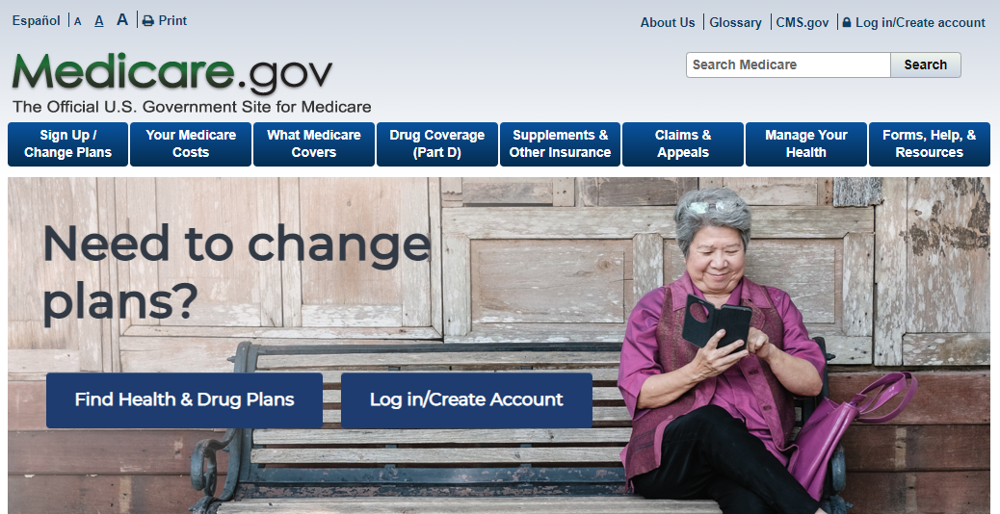 Español A A A Print
About Us Glossary CMS.gov Log in/Create account
Medicare.gov
The Official U.S. Government Site for Medicare
Search Medicare Search
Sign Up /
Change Plans
Your Medicare
Costs
What Medicare
Covers
Drug Coverage
(Part D)
Supplements &
Other Insurance
Claims &
Appeals
Manage Your
Health
Forms, Help, &
Resources
Need to change
plans?
Find Health & Drug Plans
Log in/Create Account